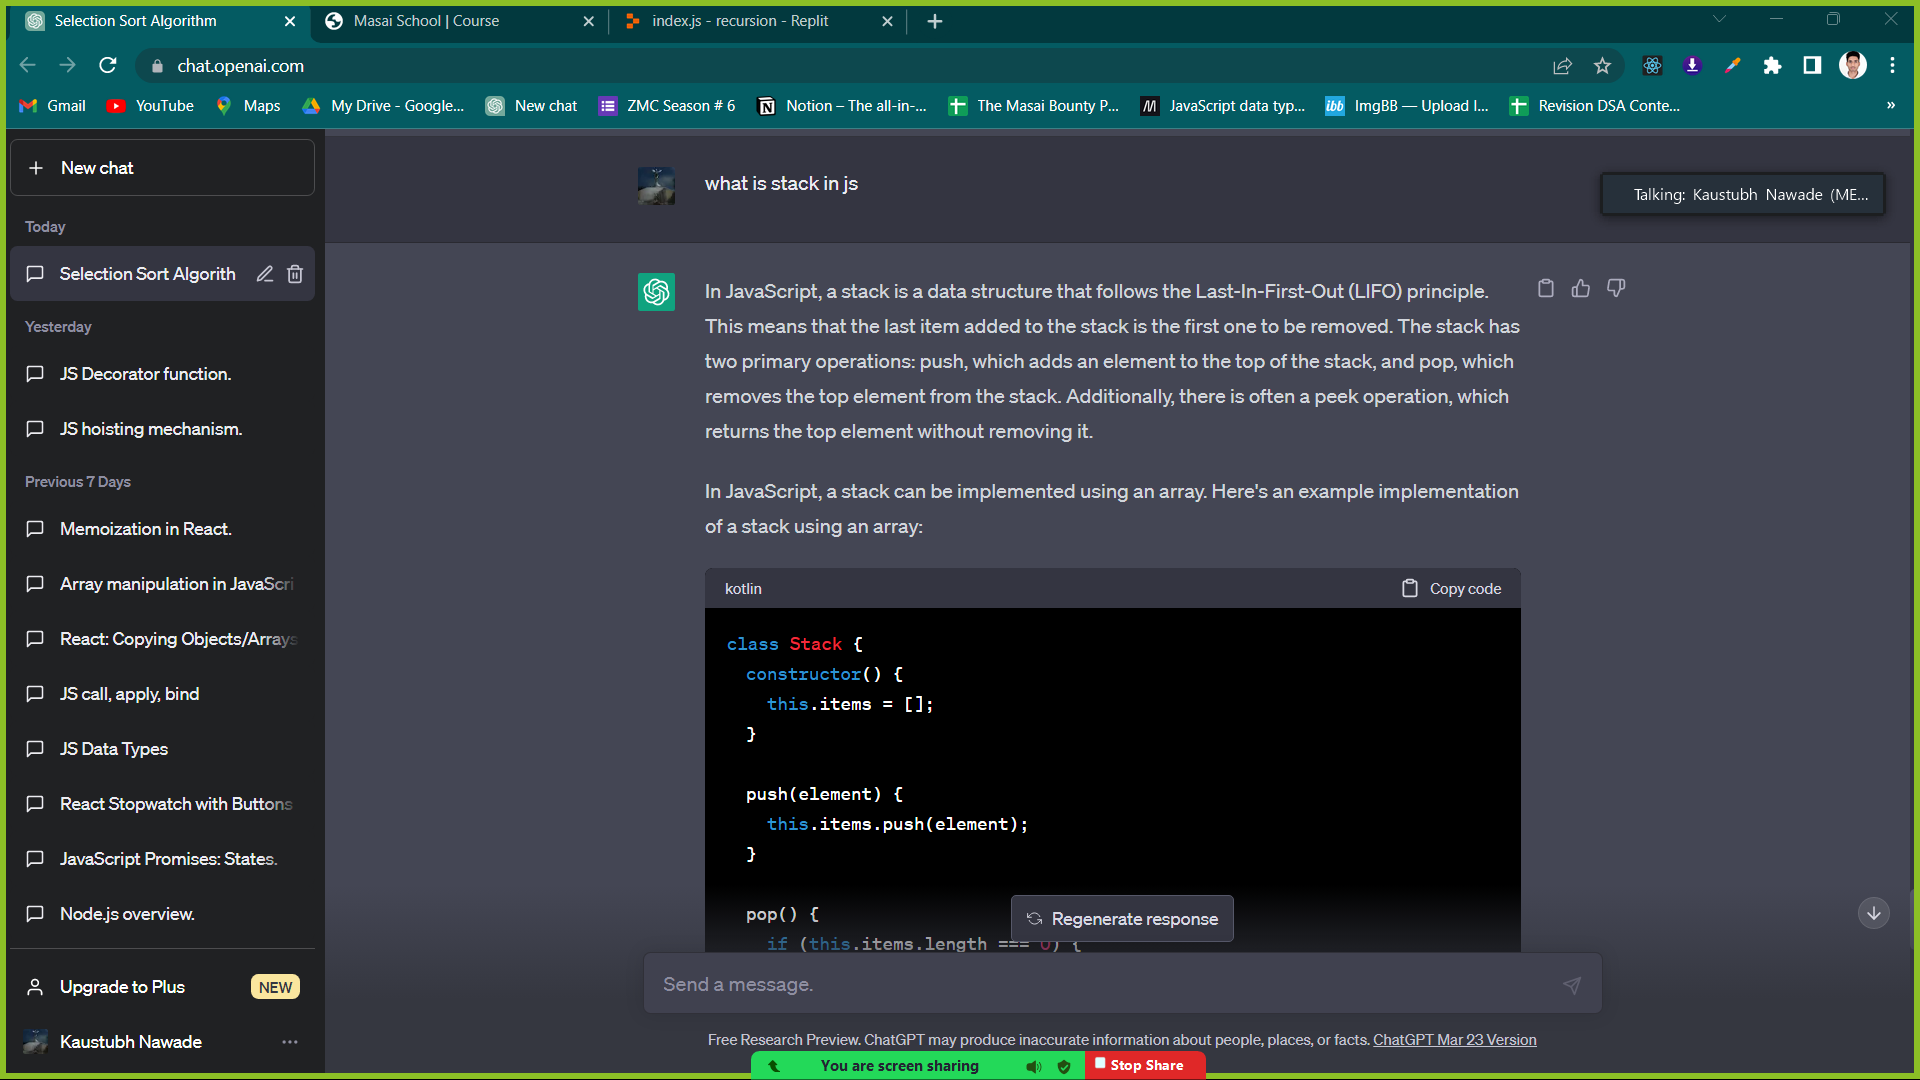 Selection Sort Algorithm
Masai School | Course
index.js - recursion - Replit
chat.openai.com
Gmail
YouTube
Maps
My Drive - Google...
New chat
ZMC Season # 6
Notion – The all-in-...
The Masai Bounty P...
JavaScript data typ...
ibb
ImgBB — Upload I...
Revision DSA Conte...
»
New chat
Today
Selection Sort Algorith
Yesterday
JS Decorator function.
JS hoisting mechanism.
Previous 7 Days
Memoization in React.
Array manipulation in JavaScri
React: Copying Objects/Arrays
JS call, apply, bind
JS Data Types
React Stopwatch with Buttons
JavaScript Promises: States.
Node.js overview.
Upgrade to Plus
NEW
Kaustubh Nawade
what is stack in js
Talking: Kaustubh Nawade (ME...
In JavaScript, a stack is a data structure that follows the Last-In-First-Out (LIFO) principle.
This means that the last item added to the stack is the first one to be removed. The stack has
two primary operations: push, which adds an element to the top of the stack, and pop, which
removes the top element from the stack. Additionally, there is often a peek operation, which
returns the top element without removing it.
In JavaScript, a stack can be implemented using an array. Here's an example implementation
of a stack using an array:
kotlin
Copy code
class Stack {
constructor() {
this.items = [];
}
push(element) {
this.items.push(element);
}
pop() {
if (this.items.length === 0) {
Regenerate response
Send a message.
Free Research Preview. ChatGPT may produce inaccurate information about people, places, or facts. ChatGPT Mar 23 Version
You are screen sharing
Stop Share